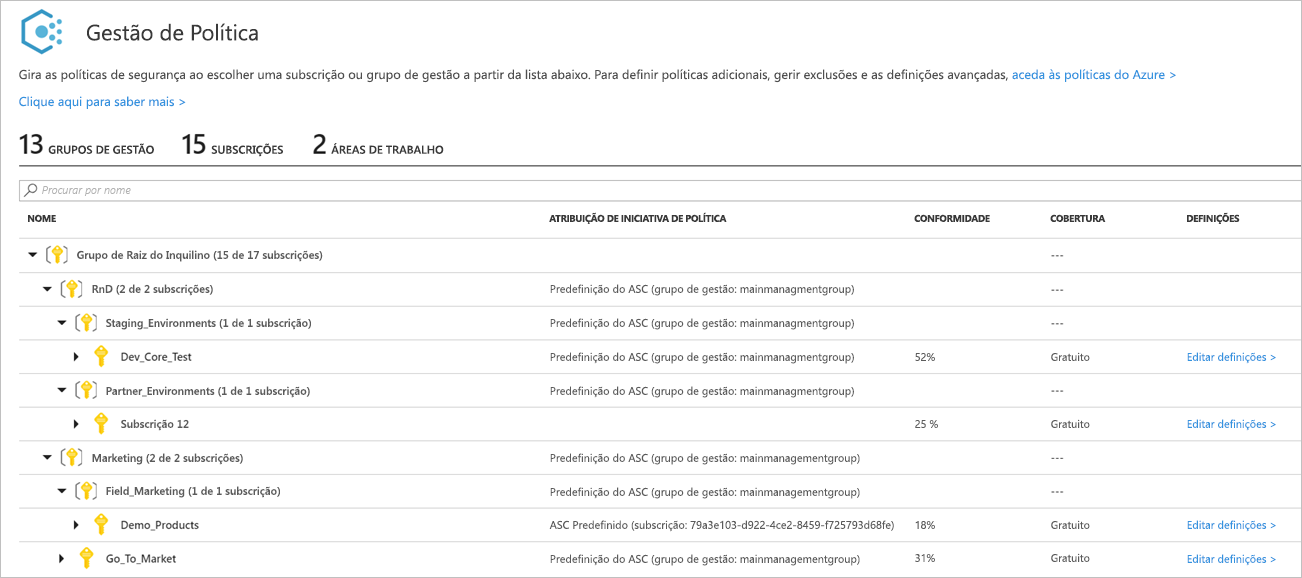 Gestão de Política
Gira as políticas de segurança ao escolher uma subscrição ou grupo de gestão a partir da lista abaixo. Para definir políticas adicionais, gerir exclusões e as definições avançadas, aceda às políticas do Azure >
Clique aqui para saber mais >
13 GRUPOS DE GESTÃO 15 SUBSCRIÇÕES 2 ÁREAS DE TRABALHO
Procurar por nome
NOME ATRIBUIÇÃO DE INICIATIVA DE POLÍTICA CONFORMIDADE COBERTURA DEFINIÇÕES
Grupo de Raiz do Inquilino (15 de 17 subscrições) ---
RnD (2 de 2 subscrições) Predefinição do ASC (grupo de gestão: mainmanagmentgroup) ---
Staging_Environments (1 de 1 subscrição) Predefinição do ASC (grupo de gestão: mainmanagmentgroup) ---
Dev_Core_Test Predefinição do ASC (grupo de gestão: mainmanagmentgroup) 52% Gratuito Editar definições >
Partner_Environments (1 de 1 subscrição) Predefinição do ASC (grupo de gestão: mainmanagmentgroup) ---
Subscrição 12 25 % Gratuito Editar definições >
Marketing (2 de 2 subscrições) Predefinição do ASC (grupo de gestão: mainmanagementgroup) ---
Field_Marketing (1 de 1 subscrição) Predefinição do ASC (grupo de gestão: mainmanagementgroup) ---
Demo_Products ASC Predefinido (subscrição: 79a3e103-d922-4ce2-8459-f725793d68fe) 18% Gratuito Editar definições >
Go_To_Market Predefinição do ASC (grupo de gestão: mainmanagementgroup) 31% Gratuito Editar definições >